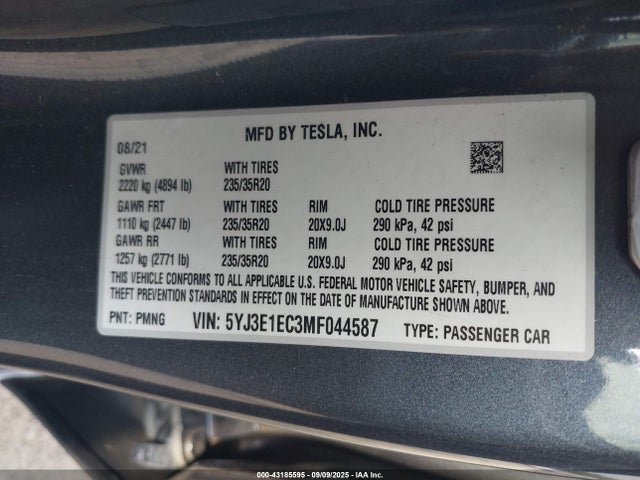 MFD BY TESLA, INC.
08/21
GVWR WITH TIRES
2220 kg (4894 lb) 235/35R20
GAWR FRT WITH TIRES RIM COLD TIRE PRESSURE
1110 kg (2447 lb) 235/35R20 20X9.0J 290 kPa, 42 psi
GAWR RR WITH TIRES RIM COLD TIRE PRESSURE
1257 kg (2771 lb) 235/35R20 20X9.0J 290 kPa, 42 psi
THIS VEHICLE CONFORMS TO ALL APPLICABLE U.S. FEDERAL MOTOR VEHICLE SAFETY, BUMPER, AND
THEFT PREVENTION STANDARDS IN EFFECT ON THE DATE OF MANUFACTURE SHOWN ABOVE.
PNT: PMNG VIN: 5YJ3E1EC3MF044587 TYPE: PASSENGER CAR
00-43185595 - 09/09/2025 - IAA Inc.